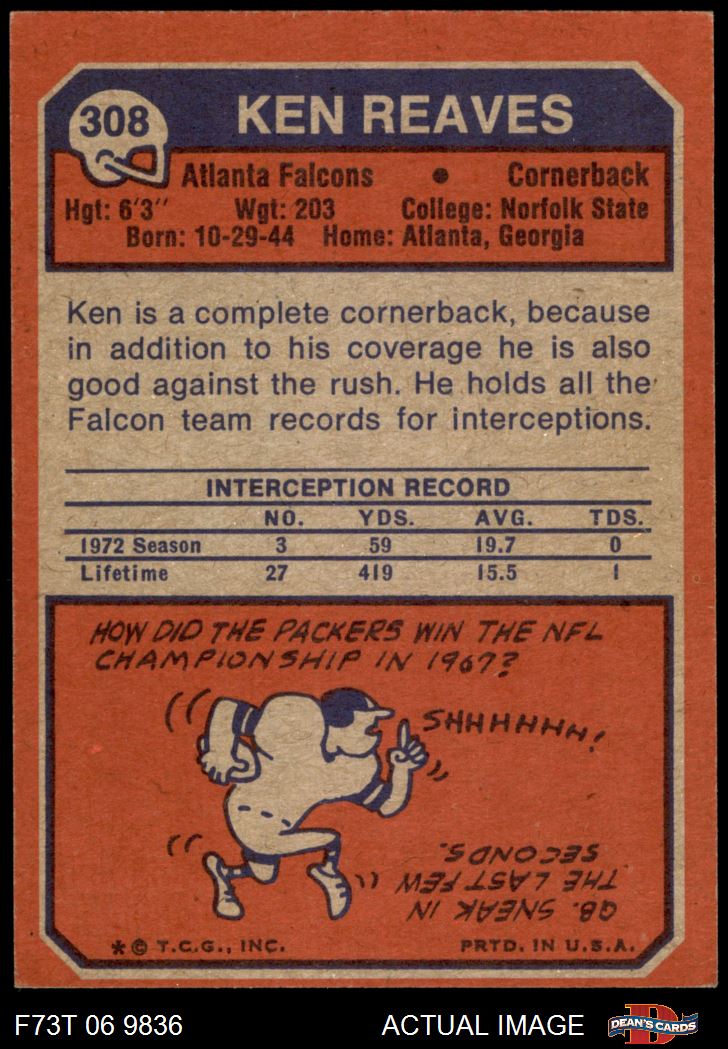 308
KEN REAVES
Atlanta Falcons • Cornerback
Hgt: 6'3" Wgt: 203 College: Norfolk State
Born: 10-29-44 Home: Atlanta, Georgia
Ken is a complete cornerback, because
in addition to his coverage he is also
good against the rush. He holds all the
Falcon team records for interceptions.
INTERCEPTION RECORD
NO. YDS. AVG. TDS.
1972 Season 3 59 19.7 0
Lifetime 27 419 15.5 1
HOW DID THE PACKERS WIN THE NFL
CHAMPIONSHIP IN 1967?
SHHHHHH!
QB. SNEAK IN
THE LAST FEW
SECONDS.
* © T.C.G., INC. PRTD. IN U.S.A.
F73T 06 9836 ACTUAL IMAGE
D
DEAN'S CARDS